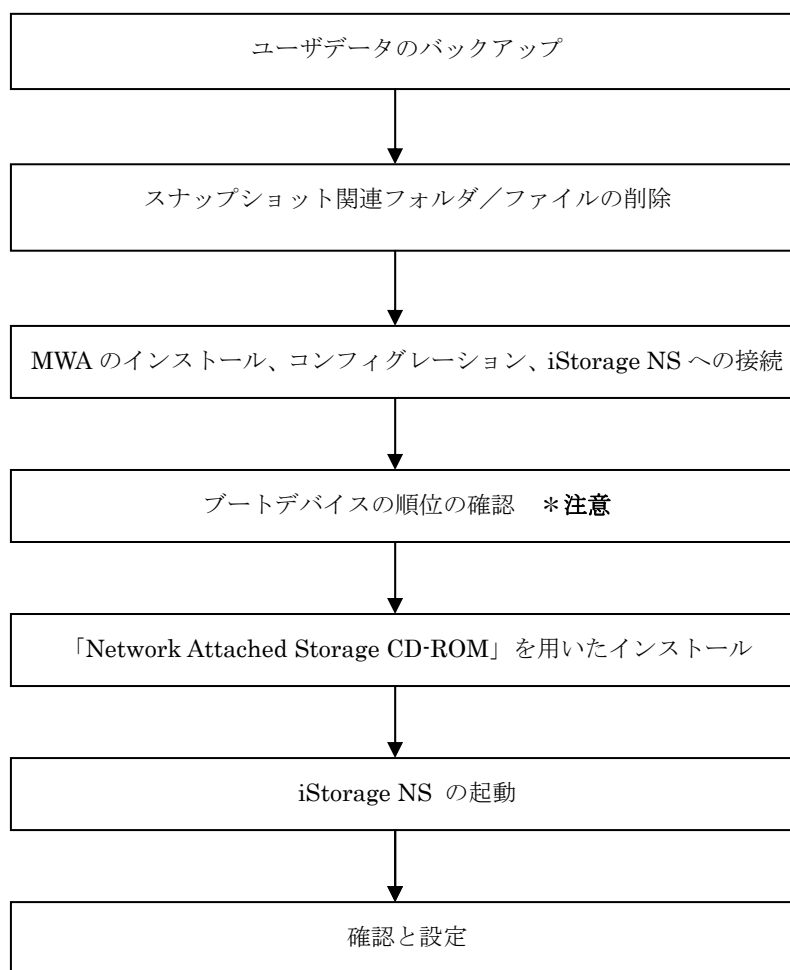 ユーザデータのバックアップ
スナップショット関連フォルダ／ファイルの削除
MWA のインストール、コンフィグレーション、iStorage NS への接続
ブートデバイスの順位の確認　＊注意
「Network Attached Storage CD-ROM」を用いたインストール
iStorage NS の起動
確認と設定